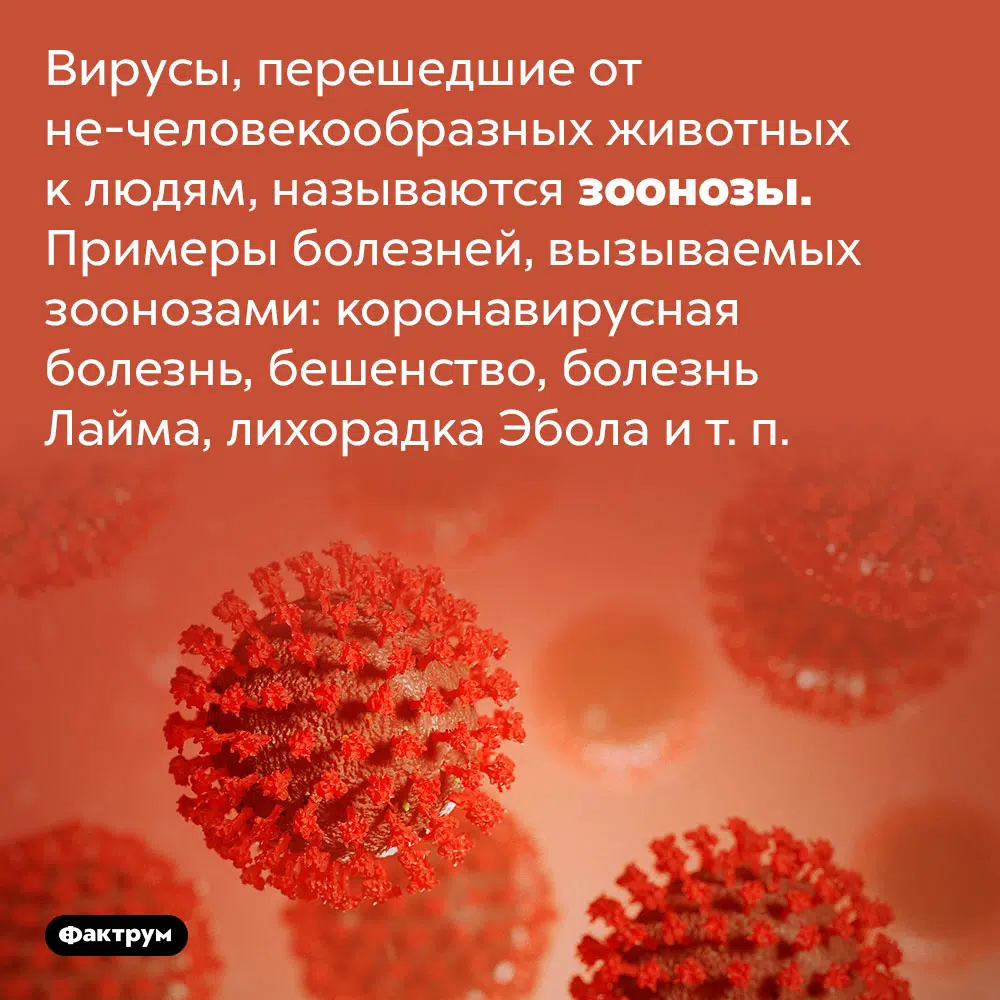 Вирусы, перешедшие от
не-человекообразных животных
к людям, называются зоонозы.
Примеры болезней, вызываемых
зоонозами: коронавирусная
болезнь, бешенство, болезнь
Лайма, лихорадка Эбола и т. п.
Фактрум